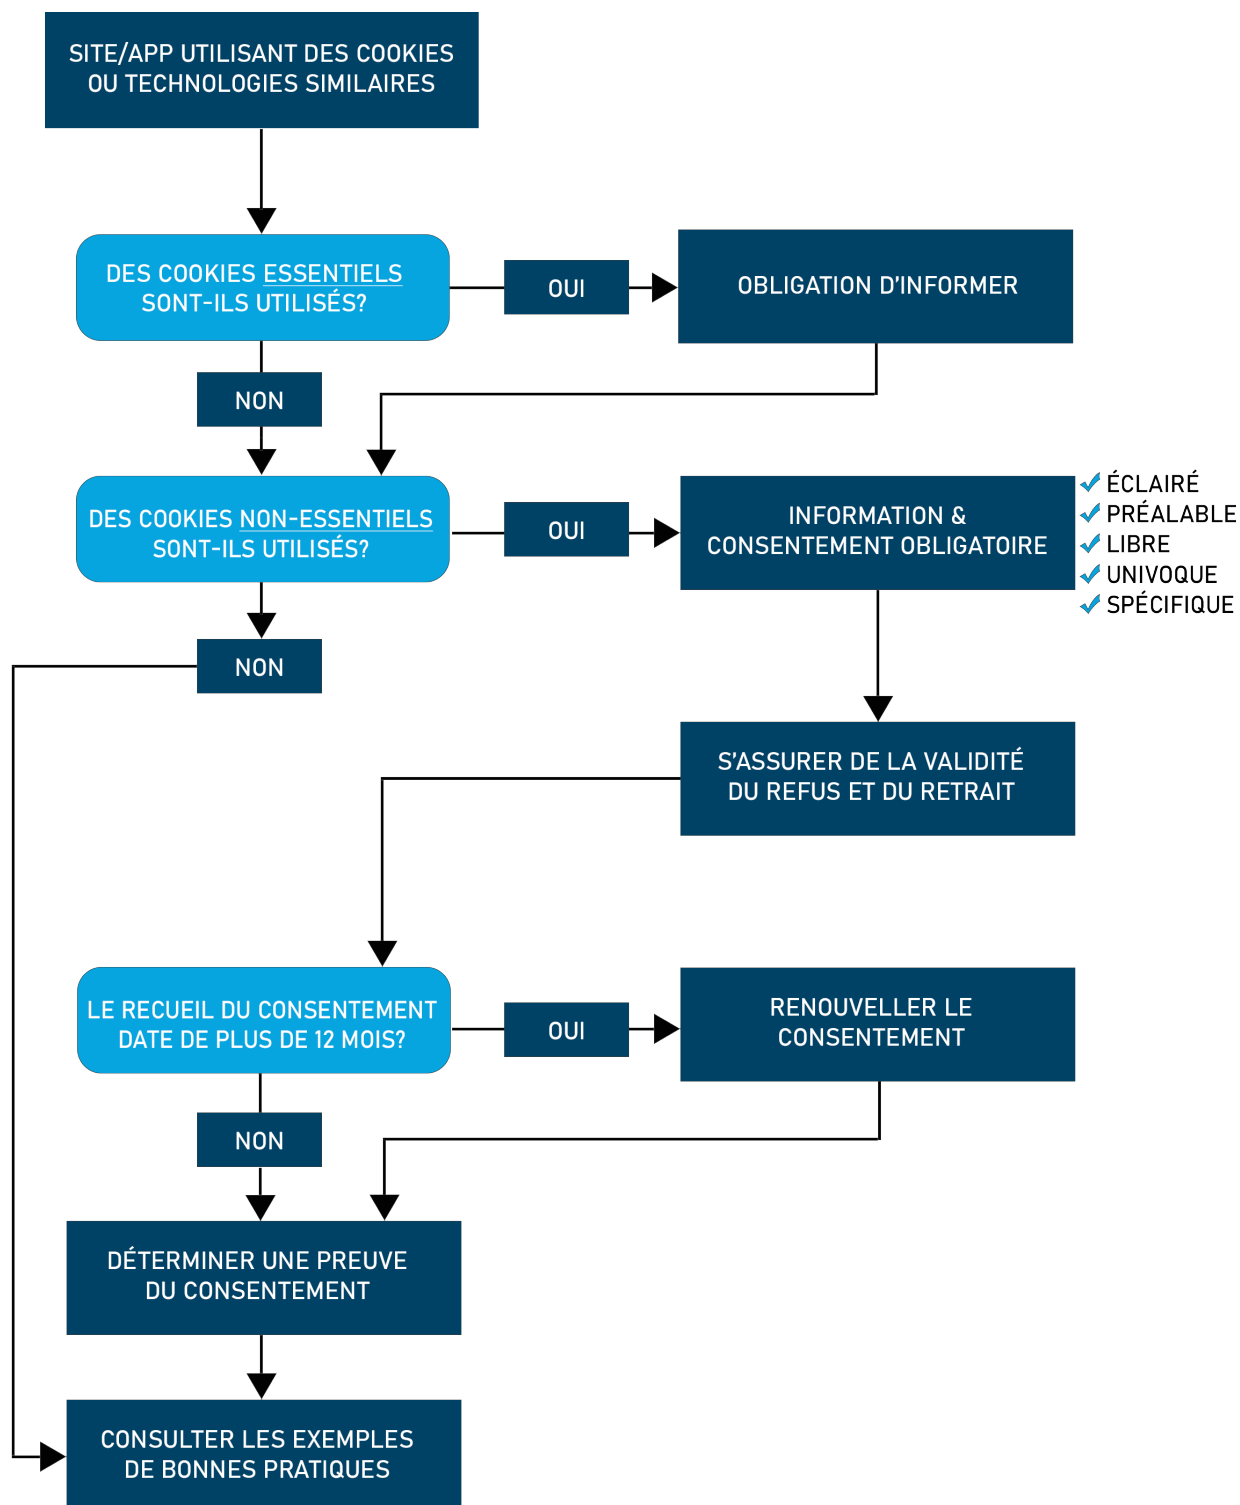 SITE/APP UTILISANT DES COOKIES
OU TECHNOLOGIES SIMILAIRES
DES COOKIES ESSENTIELS
SONT-ILS UTILISÉS?
OUI
OBLIGATION D'INFORMER
NON
DES COOKIES NON-ESSENTIELS
SONT-ILS UTILISÉS?
OUI
INFORMATION &
CONSENTEMENT OBLIGATOIRE
ÉCLAIRÉ
PRÉALABLE
LIBRE
UNIVOQUE
SPÉCIFIQUE
NON
S'ASSURER DE LA VALIDITÉ
DU REFUS ET DU RETRAIT
LE RECUEIL DU CONSENTEMENT
DATE DE PLUS DE 12 MOIS?
OUI
RENOUVELLER LE
CONSENTEMENT
NON
DÉTERMINER UNE PREUVE
DU CONSENTEMENT
CONSULTER LES EXEMPLES
DE BONNES PRATIQUES